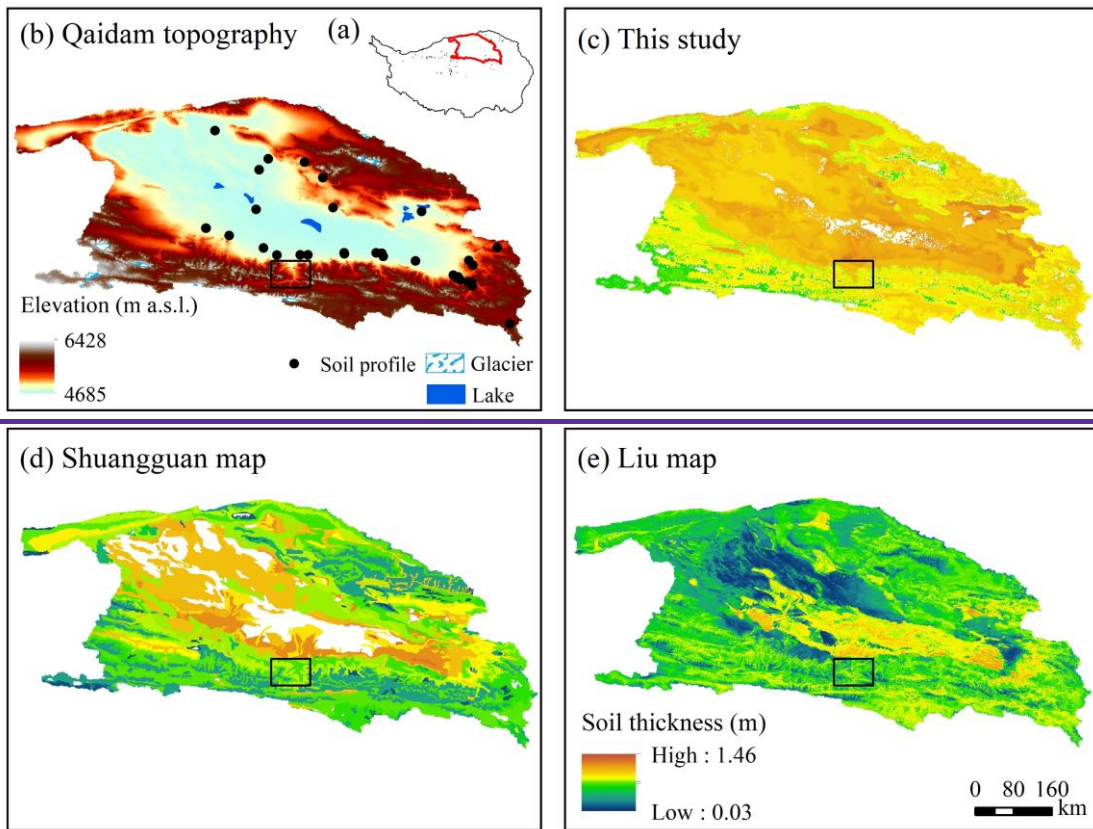 (b) Qaidam topography
(a)
Elevation (m a.s.l.)
6428
4685
Soil profile
Glacier
Lake
(c) This study
(d) Shuangguan map
(e) Liu map
Soil thickness (m)
High : 1.46
Low : 0.03
0 80 160
km